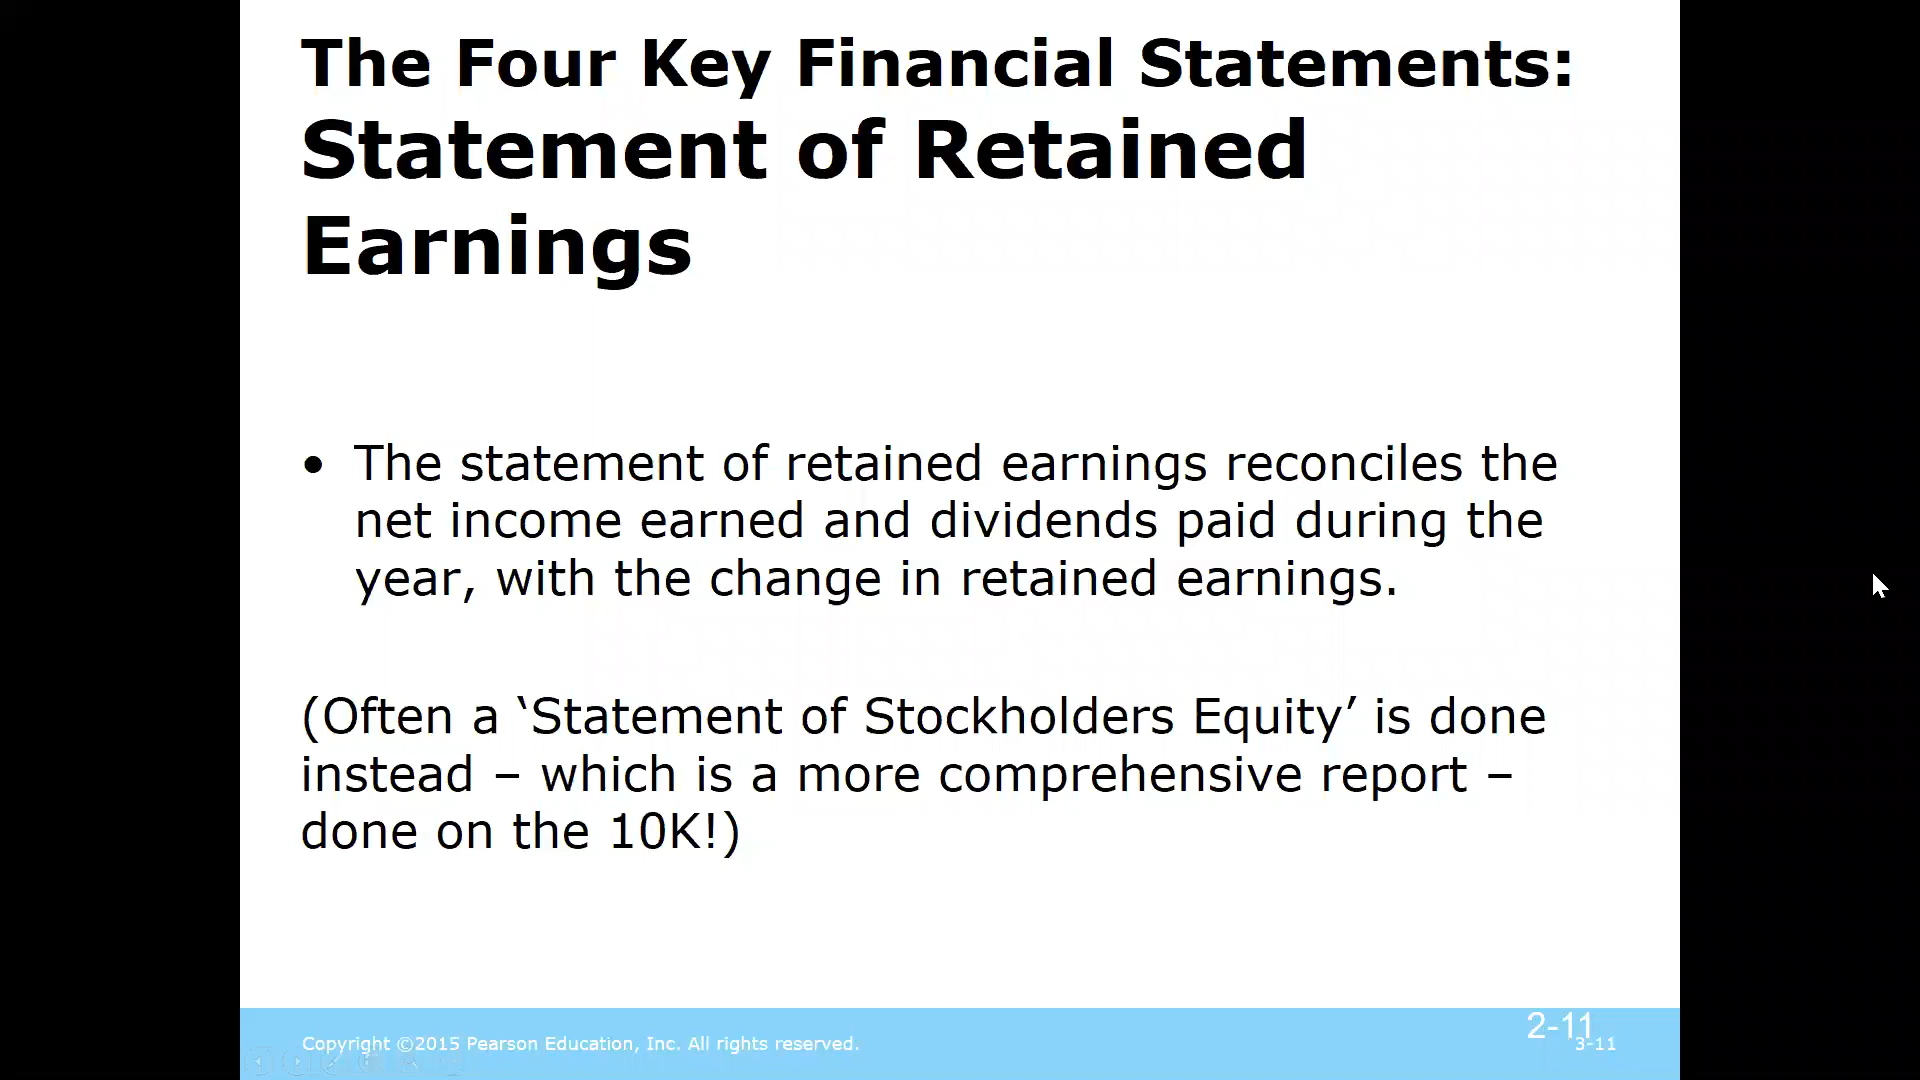 The Four Key Financial Statements:
Statement of Retained
Earnings
• The statement of retained earnings reconciles the
net income earned and dividends paid during the
year, with the change in retained earnings.
(Often a ‘Statement of Stockholders Equity’ is done
instead – which is a more comprehensive report –
done on the 10K!)
2-11
Copyright ©2015 Pearson Education, Inc. All rights reserved.
3-11